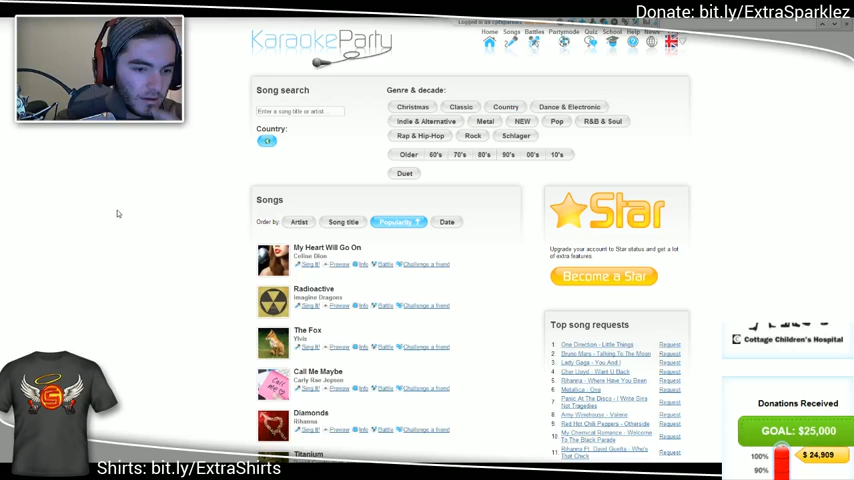 Donate: bit.ly/ExtraSparklez
KaraokeParty
Home Songs Battles Partymode Quiz School Help News
Song search
Enter a song title or artist...
Country:
Genre & decade:
Christmas Classic Country Dance & Electronic
Indie & Alternative Metal NEW Pop R&B & Soul
Rap & Hip-Hop Rock Schlager
Older 60's 70's 80's 90's 00's 10's
Duet
Songs
Order by: Artist Song title Popularity Date
My Heart Will Go On
Celine Dion
Sing it! Preview Info Battle Challenge a friend
Radioactive
Imagine Dragons
Sing it! Preview Info Battle Challenge a friend
The Fox
Ylvis
Sing it! Preview Info Battle Challenge a friend
Call Me Maybe
Carly Rae Jepsen
Sing it! Preview Info Battle Challenge a friend
Diamonds
Rihanna
Sing it! Preview Info Battle Challenge a friend
Titanium
Star
Upgrade your account to Star status and get a lot
of extra features
Become a Star
Top song requests
1 One Direction - Little Things Request
2 Bruno Mars - Talking To The Moon Request
3 Lady Gaga - You And I Request
4 Cher Lloyd - Want U Back Request
5 Rihanna - Where Have You Been Request
6 Metallica - One Request
7 Panic At The Disco - I Write Sins
Not Tragedies Request
8 Amy Winehouse - Valerie Request
9 Red Hot Chili Peppers - Otherside Request
10 My Chemical Romance - Welcome
To The Black Parade Request
11 Rihanna Ft. David Guetta - Who's
That Chick Request
Cottage Children's Hospital
Donations Received
GOAL: $25,000
100%
$ 24,909
90%
Shirts: bit.ly/ExtraShirts